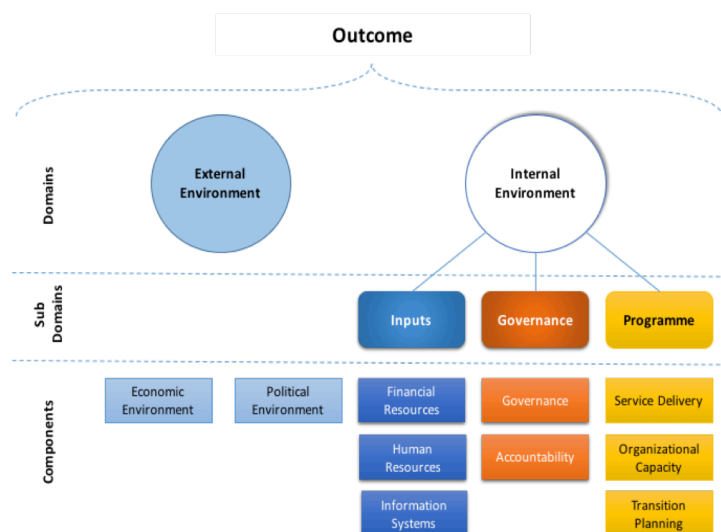 Outcome
Domains
External
Environment
Internal
Environment
Sub
Domains
Inputs
Governance
Programme
Components
Economic
Environment
Political
Environment
Financial
Resources
Governance
Service Delivery
Human
Resources
Accountability
Organizational
Capacity
Information
Systems
Transition
Planning